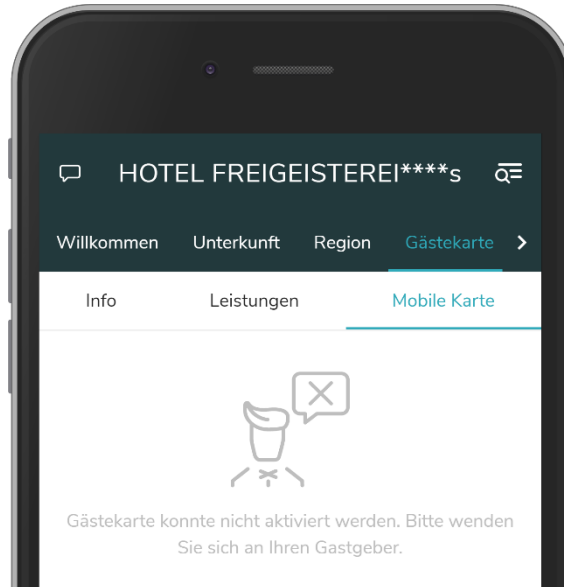 HOTEL FREIGEISTEREI****s
Willkommen Unterkunft Region Gästekarte
Info Leistungen Mobile Karte
Gästekarte konnte nicht aktiviert werden. Bitte wenden
Sie sich an Ihren Gastgeber.